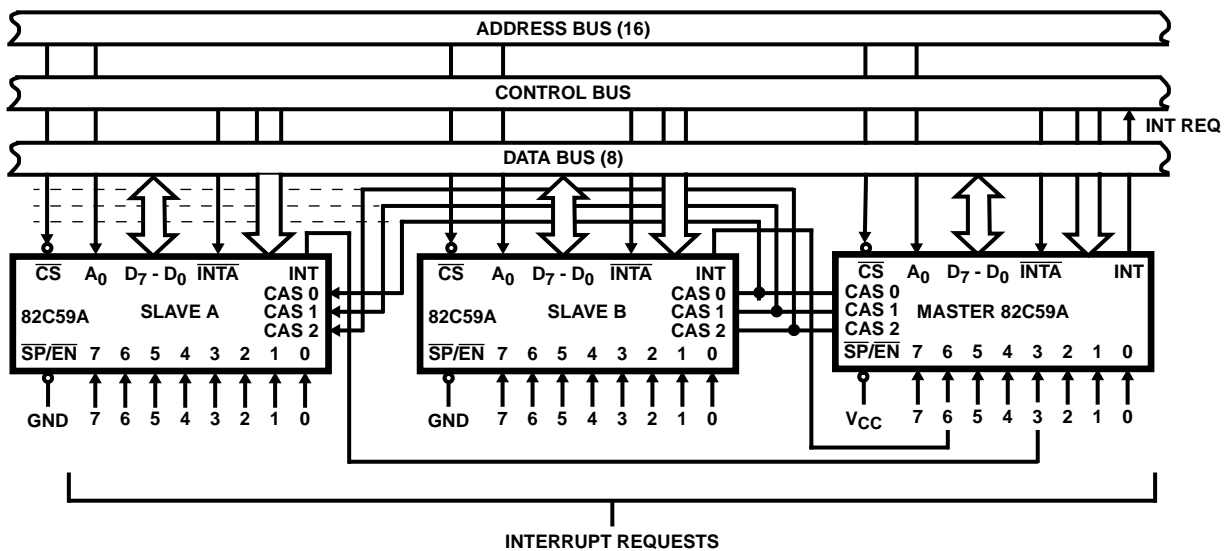 ADDRESS BUS (16)
CONTROL BUS
INT REQ
DATA BUS (8)
CS A0 D7 - D0 INTA INT
CAS 0
CAS 1
CAS 2
82C59A SLAVE A
SP/EN 7 6 5 4 3 2 1 0
GND 7 6 5 4 3 2 1 0
CS A0 D7 - D0 INTA INT
CAS 0
CAS 1
CAS 2
82C59A SLAVE B
SP/EN 7 6 5 4 3 2 1 0
GND 7 6 5 4 3 2 1 0
CS A0 D7 - D0 INTA INT
CAS 0
CAS 1
CAS 2
MASTER 82C59A
SP/EN 7 6 5 4 3 2 1 0
VCC 7 6 5 4 3 2 1 0
INTERRUPT REQUESTS